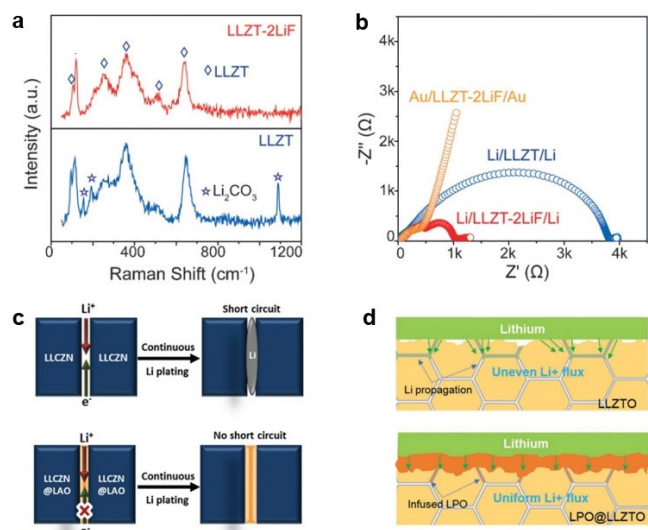 a
LLZT-2LiF
◇LLZT
LLZT
☆Li₂CO₃
Intensity (a.u.)
0 300 600 900 1200
Raman Shift (cm⁻¹)
b
4k
3k
2k
1k
0
-Z'' (Ω)
Au/LLZT-2LiF/Au
Li/LLZT/Li
Li/LLZT-2LiF/Li
0 1k 2k 3k 4k
Z' (Ω)
c
Li⁺
Short circuit
LLCZN
LLCZN
Continuous
Li plating
Li
e⁻
Li⁺
No short circuit
LLCZN
@LAO
LLCZN
@LAO
Continuous
Li plating
d
Lithium
Uneven Li+ flux
Li propagation
LLZTO
Lithium
Uniform Li+ flux
Infused LPO
LPO@LLZTO